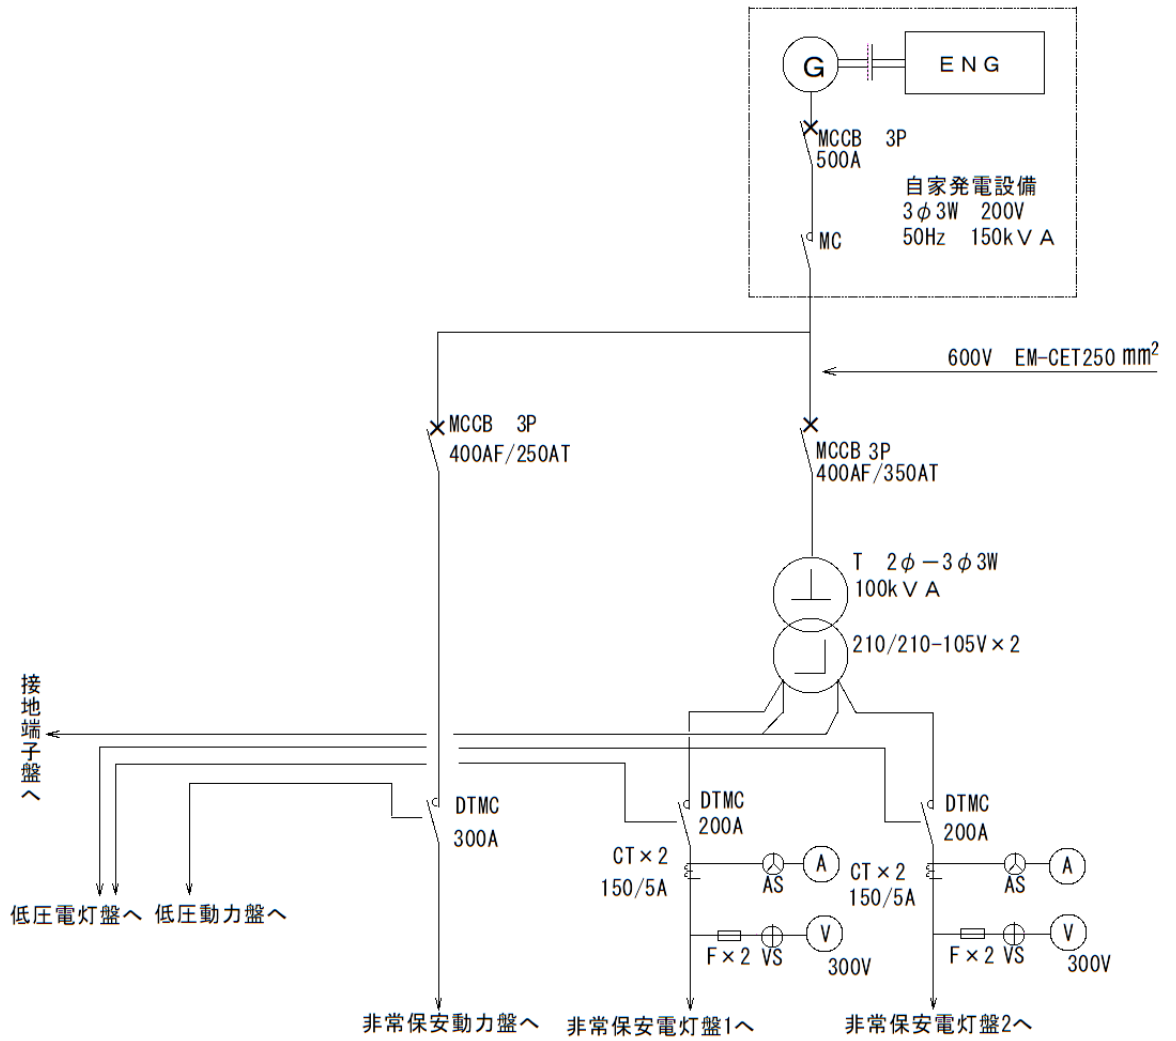 G
ENG
MCCB 3P
500A
自家発電設備
3φ3W 200V
50Hz 150kVA
MC
600V EM-CET250 mm²
MCCB 3P
400AF/250AT
MCCB 3P
400AF/350AT
T 2φ－3φ3W
100kVA
210/210-105V×2
接地端子盤へ
DTMC
300A
DTMC
200A
DTMC
200A
CT×2
150/5A
AS
A
CT×2
150/5A
AS
A
低圧電灯盤へ
低圧動力盤へ
F×2
VS
V
300V
F×2
VS
V
300V
非常保安動力盤へ
非常保安電灯盤1へ
非常保安電灯盤2へ